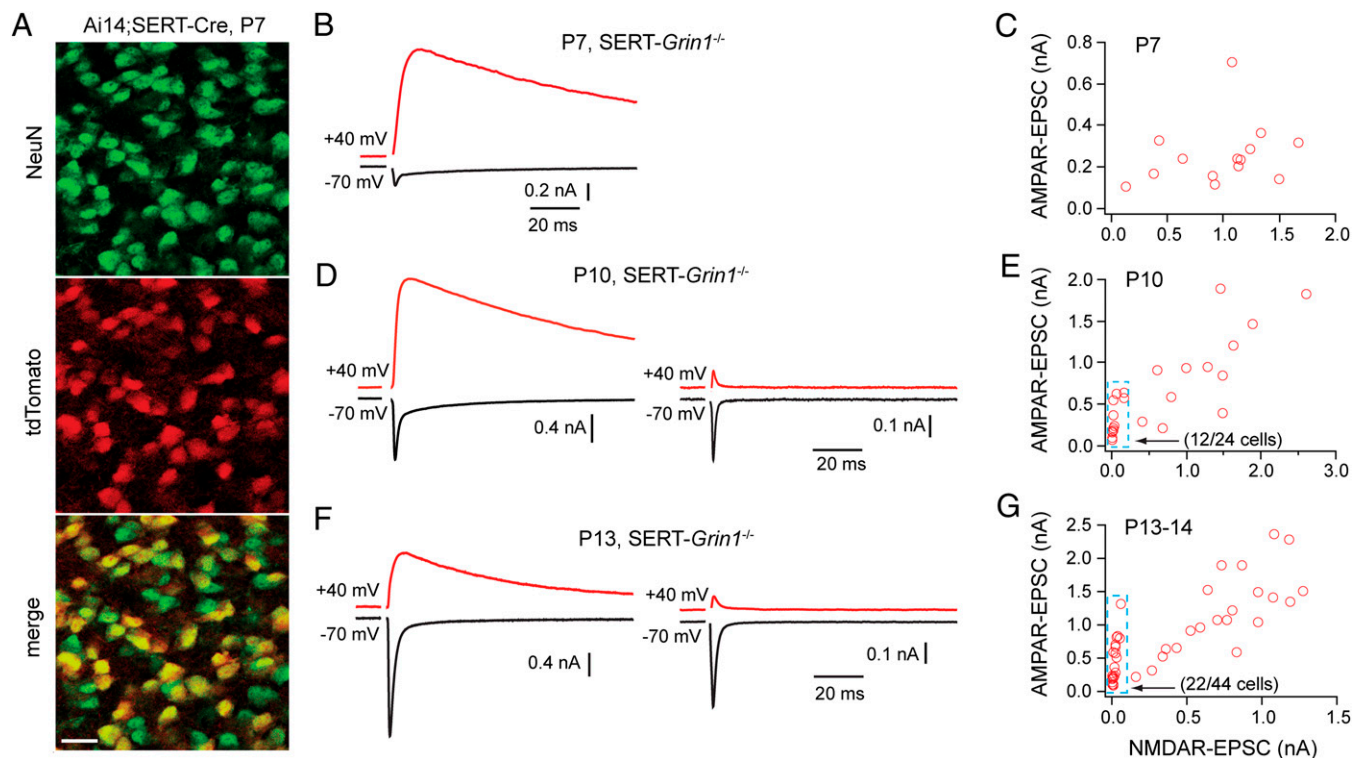 A
Ai14;SERT-Cre, P7
NeuN
tdTomato
merge
B
P7, SERT-Grin1-/-
+40 mV
-70 mV
0.2 nA
20 ms
C
P7
AMPAR-EPSC (nA)
0.8
0.6
0.4
0.2
0.0
0.0 0.5 1.0 1.5 2.0
D
P10, SERT-Grin1-/-
+40 mV
-70 mV
0.4 nA
+40 mV
-70 mV
0.1 nA
20 ms
E
P10
AMPAR-EPSC (nA)
2.0
1.5
1.0
0.5
0.0
(12/24 cells)
0.0 1.0 2.0 3.0
F
P13, SERT-Grin1-/-
+40 mV
-70 mV
0.4 nA
+40 mV
-70 mV
0.1 nA
20 ms
G
P13-14
AMPAR-EPSC (nA)
2.5
2.0
1.5
1.0
0.5
0.0
(22/44 cells)
0.0 0.5 1.0 1.5
NMDAR-EPSC (nA)